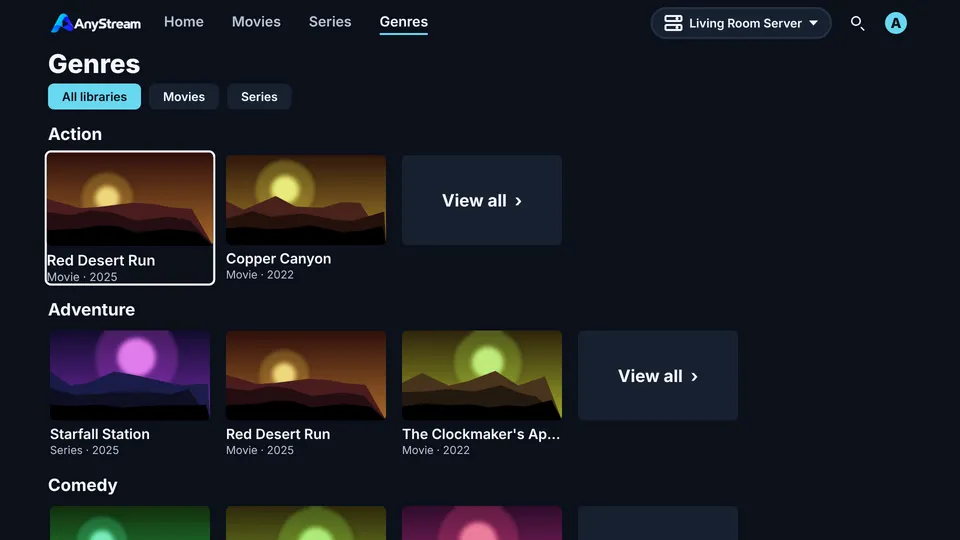 AnyStream
Home
Movies
Series
Genres
Living Room Server
A
Genres
All libraries
Movies
Series
Action
View all ›
Red Desert Run
Movie · 2025
Copper Canyon
Movie · 2022
Adventure
View all ›
Starfall Station
Series · 2025
Red Desert Run
Movie · 2025
The Clockmaker's Ap...
Movie · 2022
Comedy